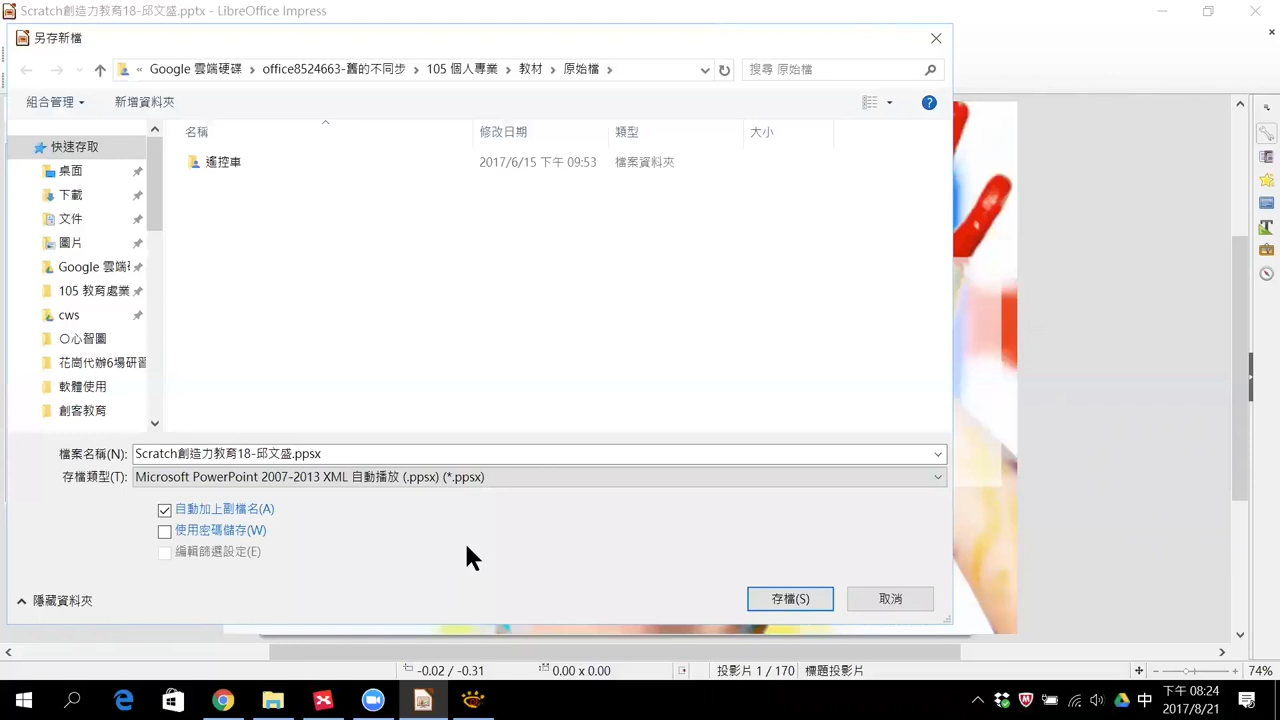 Scratch創造力教育18-邱文盛.pptx - LibreOffice Impress
另存新檔
« Google 雲端硬碟 › office8524663-舊的不同步 › 105 個人專業 › 教材 › 原始檔 ›
搜尋 原始檔
組合管理
新增資料夾
名稱 修改日期 類型 大小
快速存取
遙控車 2017/6/15 下午 09:53 檔案資料夾
桌面
下載
文件
圖片
Google 雲端
105 教育處業
cws
〇心智圖
花崗代辦6場研習
軟體使用
創客教育
檔案名稱(N): Scratch創造力教育18-邱文盛.ppsx
存檔類型(T): Microsoft PowerPoint 2007-2013 XML 自動播放 (.ppsx) (*.ppsx)
自動加上副檔名(A)
使用密碼儲存(W)
編輯篩選設定(E)
隱藏資料夾
存檔(S)
取消
-0.02 / -0.31 0.00 x 0.00 投影片 1 / 170 標題投影片 74%
中
下午 08:24
2017/8/21